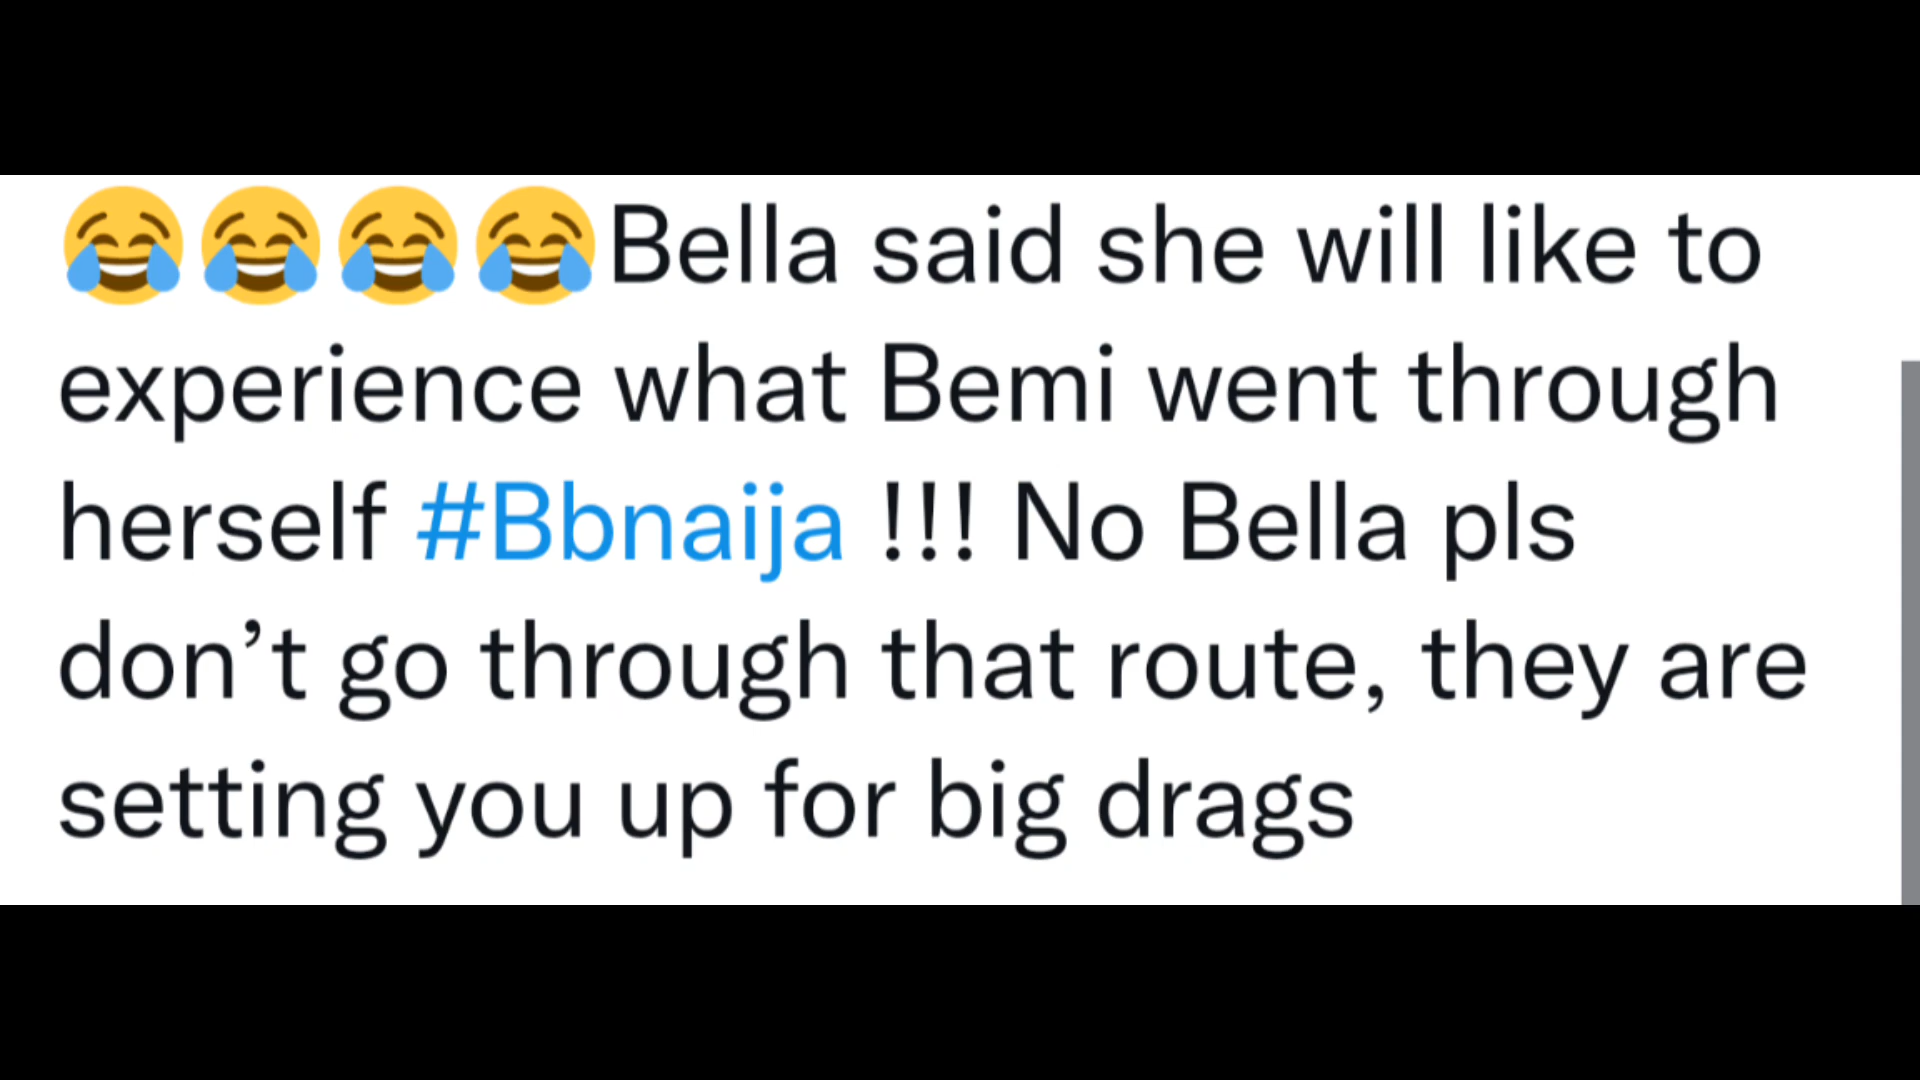 😂😂😂😂Bella said she will like to
experience what Bemi went through
herself #Bbnaija !!! No Bella pls
don’t go through that route, they are
setting you up for big drags